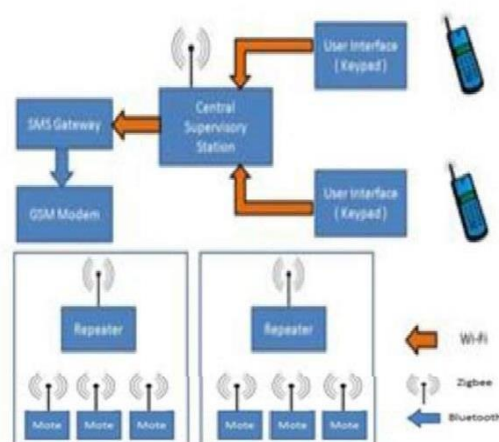 User Interface
( Keypad )
Central
Supervisory
Station
SMS Gateway
GSM Modem
User Interface
( Keypad )
Repeater
Repeater
Mote
Mote
Mote
Mote
Mote
Mote
Wi-Fi
Zigbee
Bluetooth